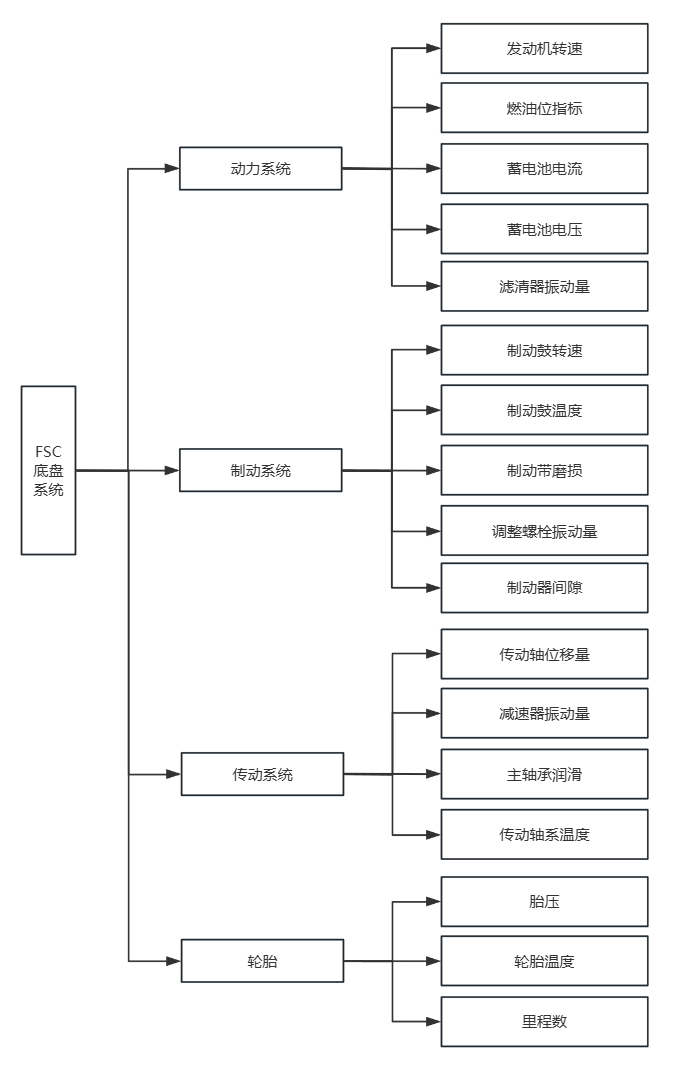 FSC
底盘
系统
动力系统
发动机转速
燃油位指标
蓄电池电流
蓄电池电压
滤清器振动量
制动系统
制动鼓转速
制动鼓温度
制动带磨损
调整螺栓振动量
制动器间隙
传动系统
传动轴位移量
减速器振动量
主轴承润滑
传动轴系温度
轮胎
胎压
轮胎温度
里程数